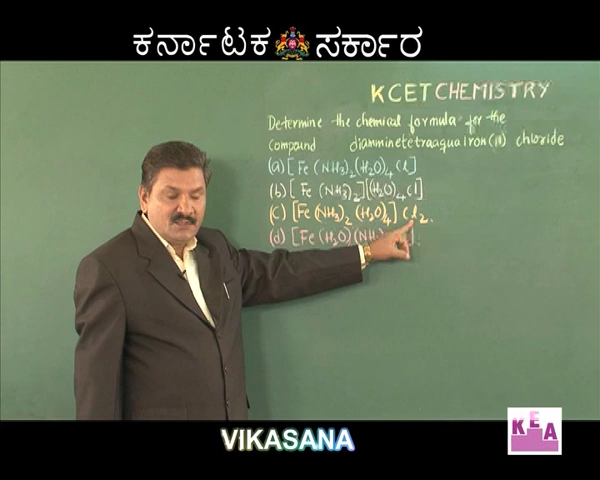 ಕರ್ನಾಟಕ ಸರ್ಕಾರ
KCET CHEMISTRY
Determine the chemical formula for the
compound diamminetetraaquairon(III) chloride
(a) [Fe (NH3)2 (H2O)4 Cl]
(b) [Fe (NH3)2][(H2O)4 Cl]
(c) [Fe (NH3)2 (H2O)4] Cl2.
(d) [Fe (H2O) (NH3
VIKASANA
KEA